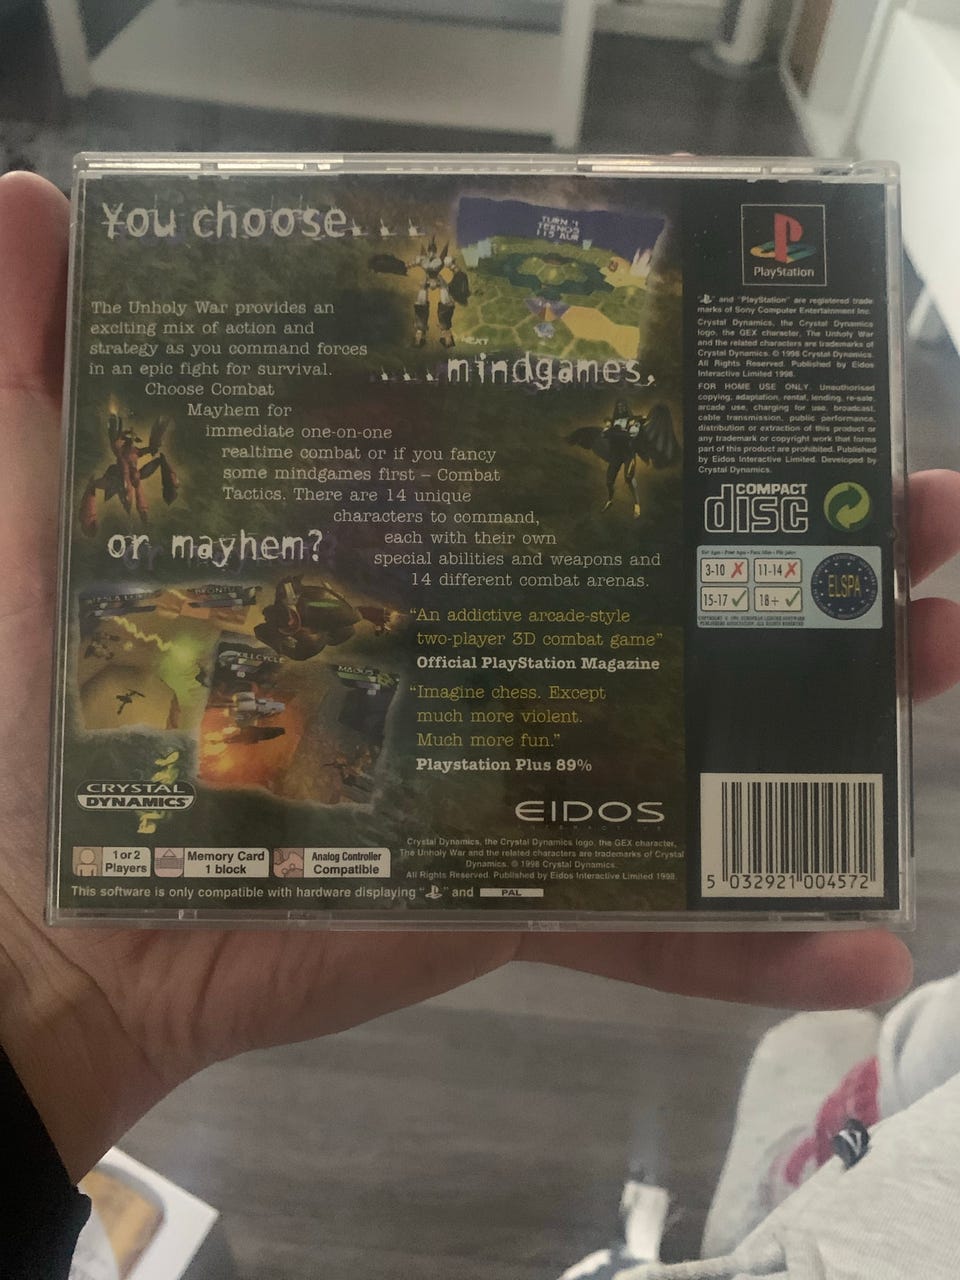 You choose...
TURN 1
TEKNOS
115 AUR
NEXT
The Unholy War provides an
exciting mix of action and
strategy as you command forces
in an epic fight for survival.
Choose Combat
Mayhem for
immediate one-on-one
realtime combat or if you fancy
some mindgames first – Combat
Tactics. There are 14 unique
characters to command,
each with their own
special abilities and weapons and
14 different combat arenas.
...mindgames,
or mayhem?
KILLCYCLE
“An addictive arcade-style
two-player 3D combat game”
Official PlayStation Magazine
“Imagine chess. Except
much more violent.
Much more fun.”
Playstation Plus 89%
CRYSTAL
DYNAMICS
EIDOS
INTERACTIVE
Crystal Dynamics, the Crystal Dynamics logo, the GEX character,
The Unholy War and the related characters are trademarks of Crystal
Dynamics. © 1998 Crystal Dynamics.
All Rights Reserved. Published by Eidos Interactive Limited 1998.
1 or 2
Players
Memory Card
1 block
Analog Controller
Compatible
This software is only compatible with hardware displaying “ ” and PAL
PlayStation
“ ” and “PlayStation” are registered trade
marks of Sony Computer Entertainment Inc.
Crystal Dynamics, the Crystal Dynamics
logo, the GEX character, The Unholy War
and the related characters are trademarks of
Crystal Dynamics. © 1998 Crystal Dynamics.
All Rights Reserved. Published by Eidos
Interactive Limited 1998.
FOR HOME USE ONLY. Unauthorised
copying, adaptation, rental, lending, re-sale,
arcade use, charging for use, broadcast,
cable transmission, public performance,
distribution or extraction of this product or
any trademark or copyright work that forms
part of this product are prohibited. Published
by Eidos Interactive Limited. Developed by
Crystal Dynamics.
COMPACT
disc
3-10 ✗ 11-14 ✗
15-17 ✓ 18+ ✓
ELSPA
5 032921 004572